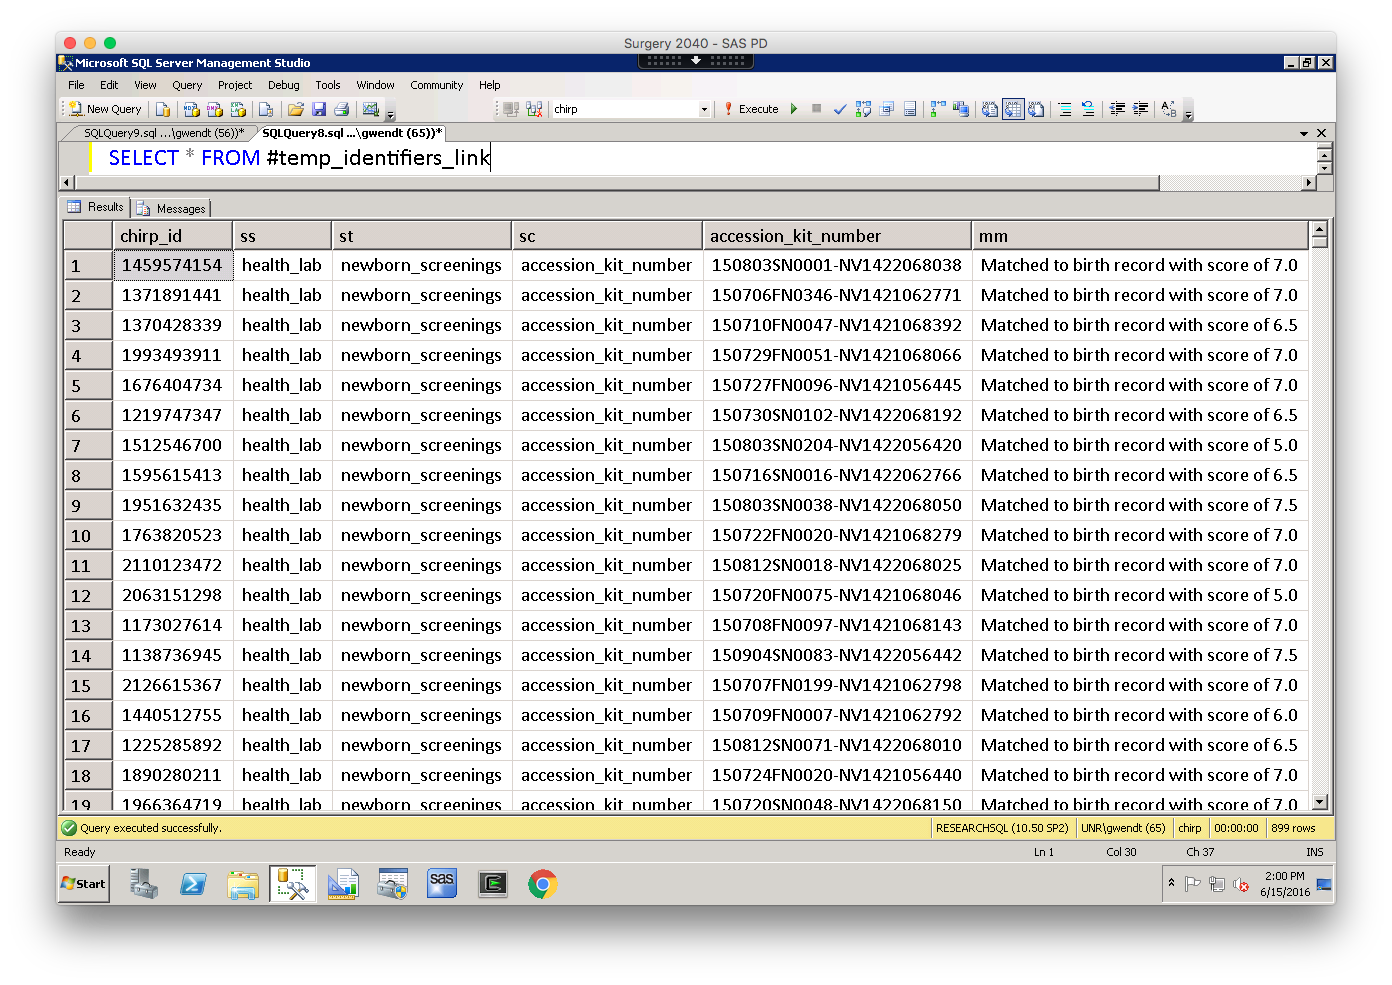 Surgery 2040 - SAS PD
Microsoft SQL Server Management Studio
File Edit View Query Project Debug Tools Window Community Help
New Query chirp Execute
SQLQuery9.sql ...\gwendt (56))* SQLQuery8.sql ...\gwendt (65))*
SELECT * FROM #temp_identifiers_link
Results Messages
chirp_id ss st sc accession_kit_number mm
1 1459574154 health_lab newborn_screenings accession_kit_number 150803SN0001-NV1422068038 Matched to birth record with score of 7.0
2 1371891441 health_lab newborn_screenings accession_kit_number 150706FN0346-NV1421062771 Matched to birth record with score of 7.0
3 1370428339 health_lab newborn_screenings accession_kit_number 150710FN0047-NV1421068392 Matched to birth record with score of 6.5
4 1993493911 health_lab newborn_screenings accession_kit_number 150729FN0051-NV1421068066 Matched to birth record with score of 7.0
5 1676404734 health_lab newborn_screenings accession_kit_number 150727FN0096-NV1421056445 Matched to birth record with score of 7.0
6 1219747347 health_lab newborn_screenings accession_kit_number 150730SN0102-NV1422068192 Matched to birth record with score of 6.5
7 1512546700 health_lab newborn_screenings accession_kit_number 150803SN0204-NV1422056420 Matched to birth record with score of 5.0
8 1595615413 health_lab newborn_screenings accession_kit_number 150716SN0016-NV1422062766 Matched to birth record with score of 6.5
9 1951632435 health_lab newborn_screenings accession_kit_number 150803SN0038-NV1422068050 Matched to birth record with score of 7.5
10 1763820523 health_lab newborn_screenings accession_kit_number 150722FN0020-NV1421068279 Matched to birth record with score of 7.0
11 2110123472 health_lab newborn_screenings accession_kit_number 150812SN0018-NV1422068025 Matched to birth record with score of 7.0
12 2063151298 health_lab newborn_screenings accession_kit_number 150720FN0075-NV1421068046 Matched to birth record with score of 5.0
13 1173027614 health_lab newborn_screenings accession_kit_number 150708FN0097-NV1421068143 Matched to birth record with score of 7.0
14 1138736945 health_lab newborn_screenings accession_kit_number 150904SN0083-NV1422056442 Matched to birth record with score of 7.5
15 2126615367 health_lab newborn_screenings accession_kit_number 150707FN0199-NV1421062798 Matched to birth record with score of 7.0
16 1440512755 health_lab newborn_screenings accession_kit_number 150709FN0007-NV1421062792 Matched to birth record with score of 6.0
17 1225285892 health_lab newborn_screenings accession_kit_number 150812SN0071-NV1422068010 Matched to birth record with score of 6.5
18 1890280211 health_lab newborn_screenings accession_kit_number 150724FN0020-NV1421056440 Matched to birth record with score of 7.0
19 1966364719 health_lab newborn_screenings accession_kit_number 150720SN0048-NV1422068150 Matched to birth record with score of 7.0
Query executed successfully. RESEARCHSQL (10.50 SP2) UNR\gwendt (65) chirp 00:00:00 899 rows
Ready Ln 1 Col 30 Ch 37 INS
Start sas 2:00 PM
6/15/2016